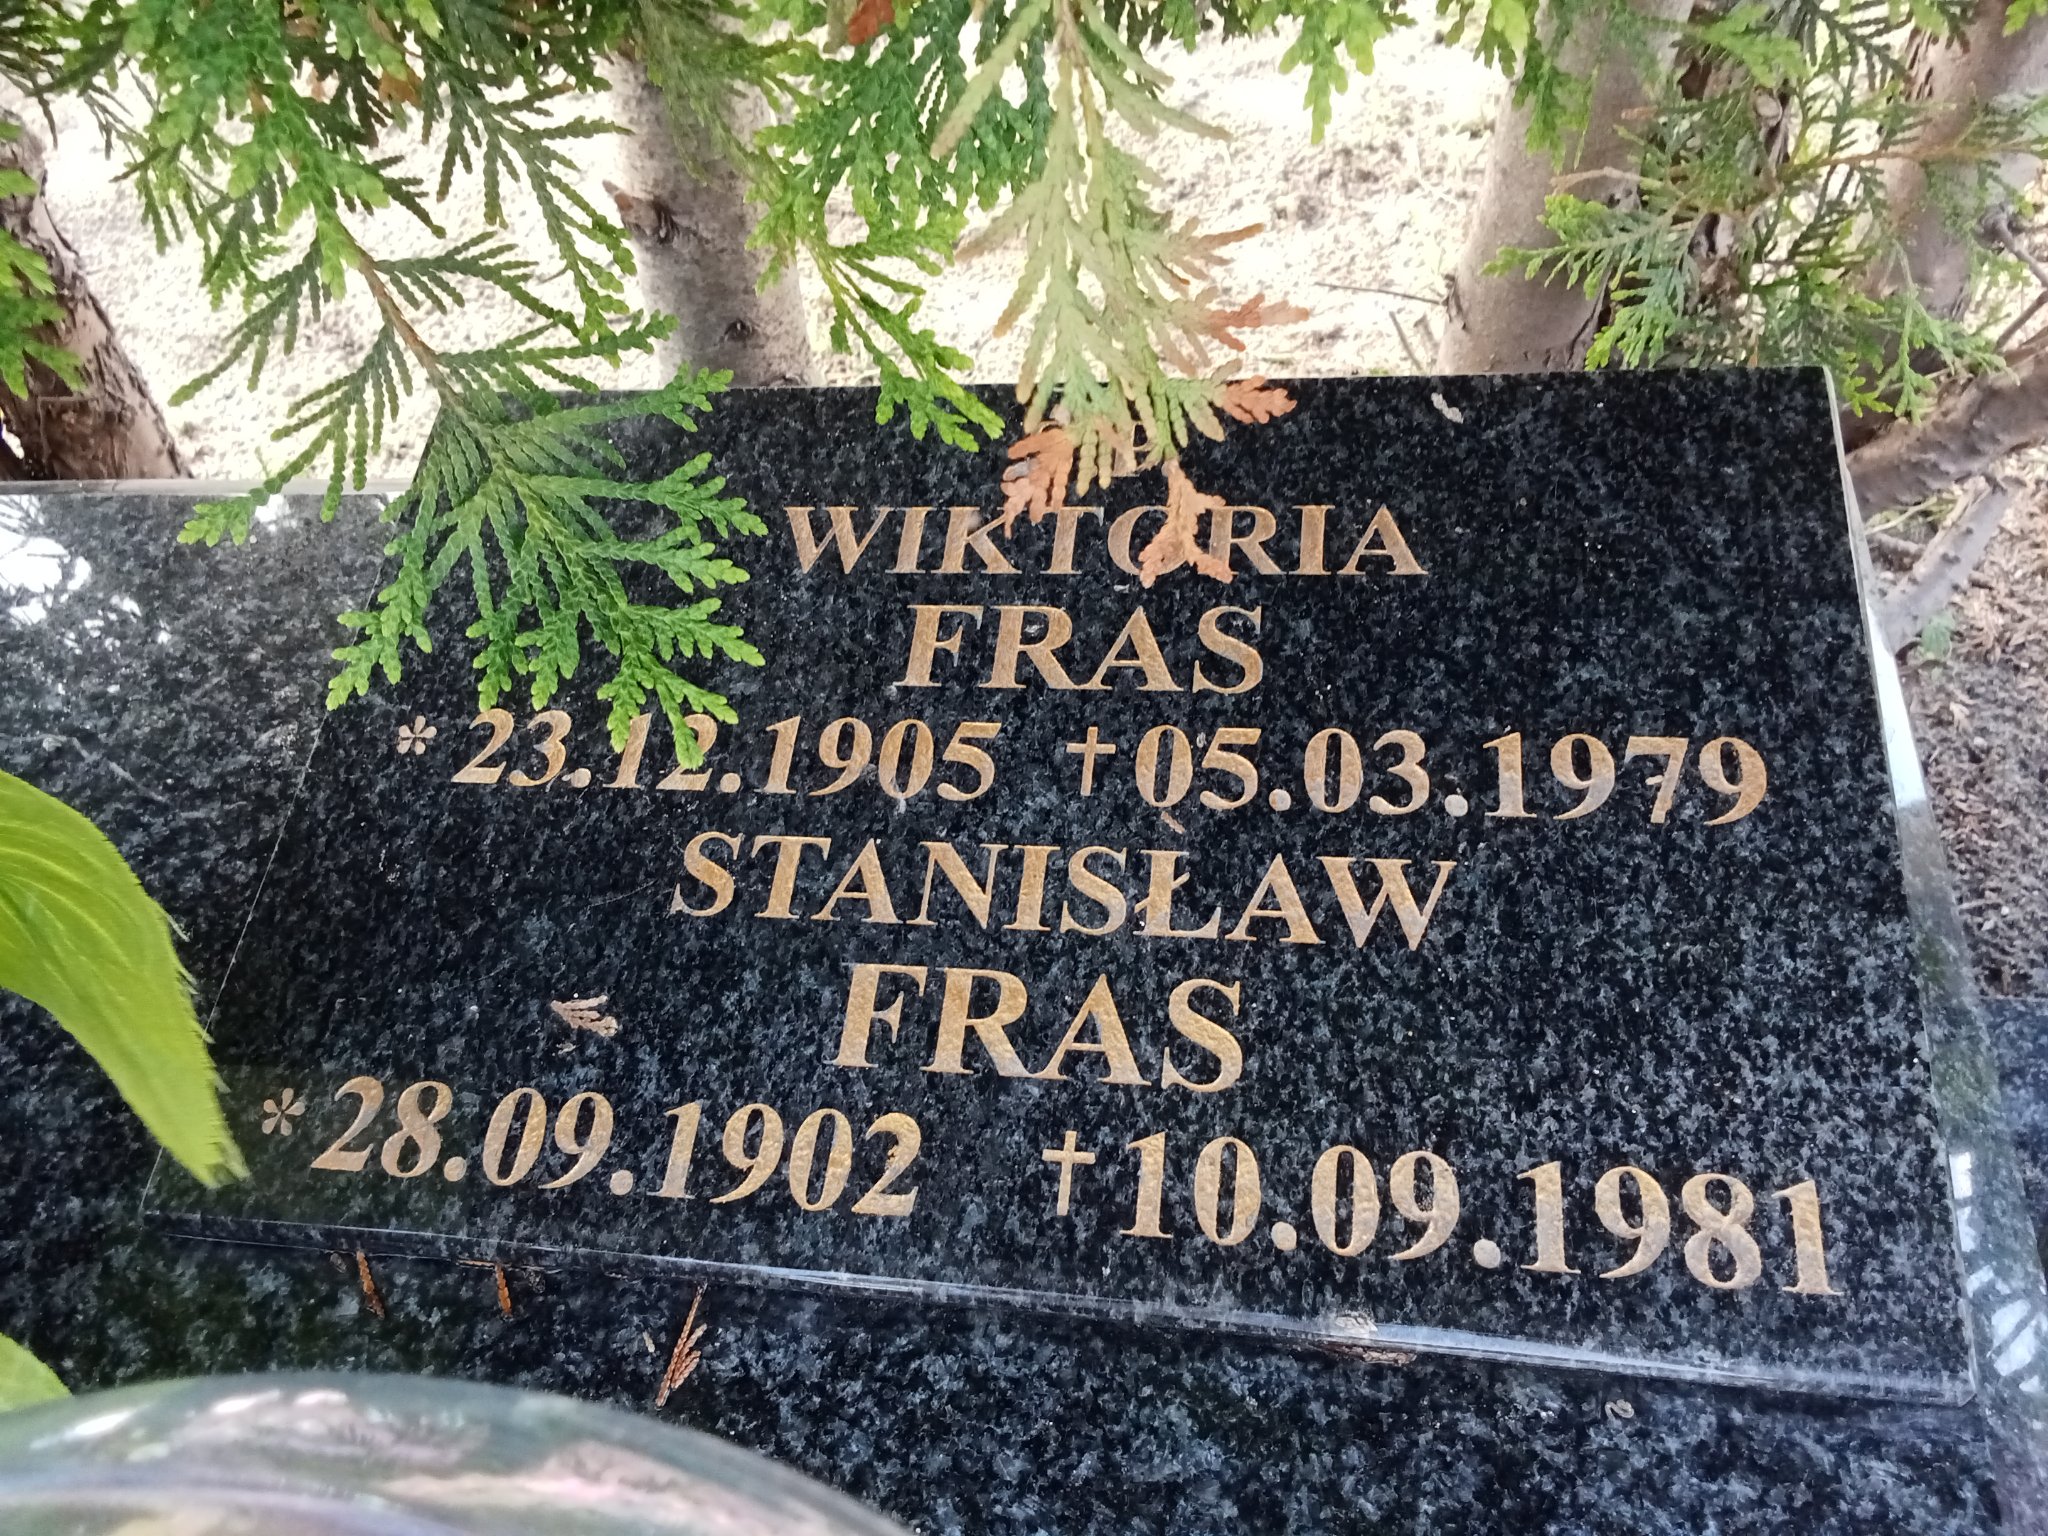 WIKTORIA
FRAS
* 23.12.1905 †05.03.1979
STANISŁAW
FRAS
* 28.09.1902 †10.09.1981